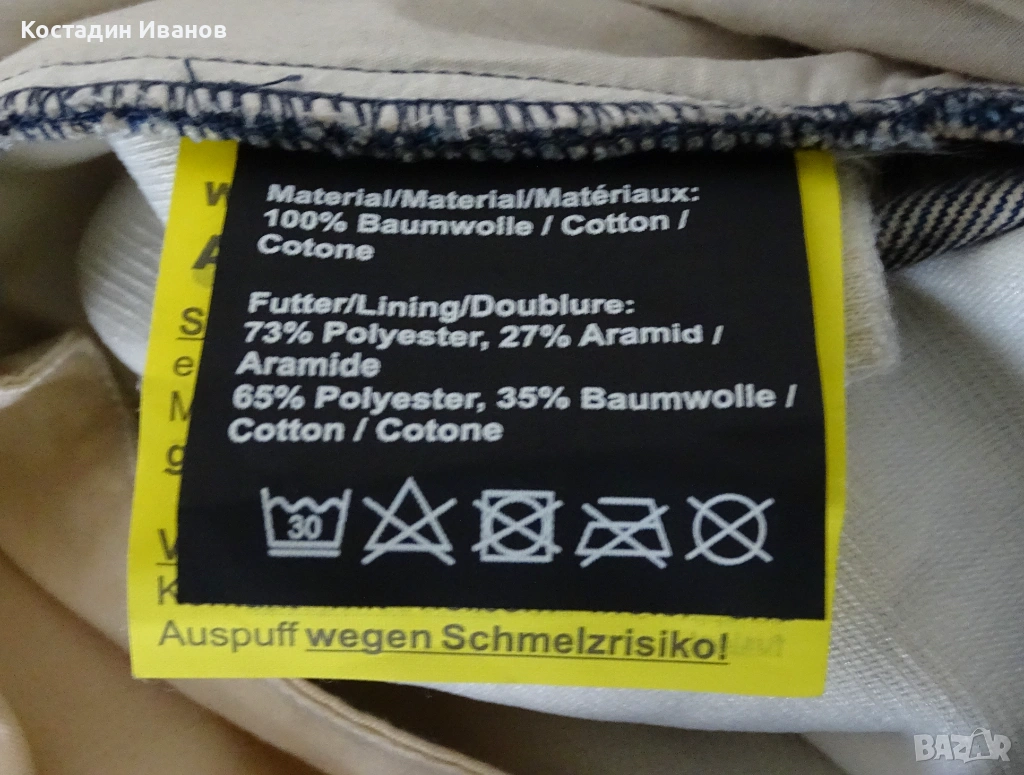 Костадин Иванов
Material/Material/Matériaux:
100% Baumwolle / Cotton /
Cotone
Futter/Lining/Doublure:
73% Polyester, 27% Aramid /
Aramide
65% Polyester, 35% Baumwolle /
Cotton / Cotone
30
Auspuff wegen Schmelzrisiko!
BAZAR